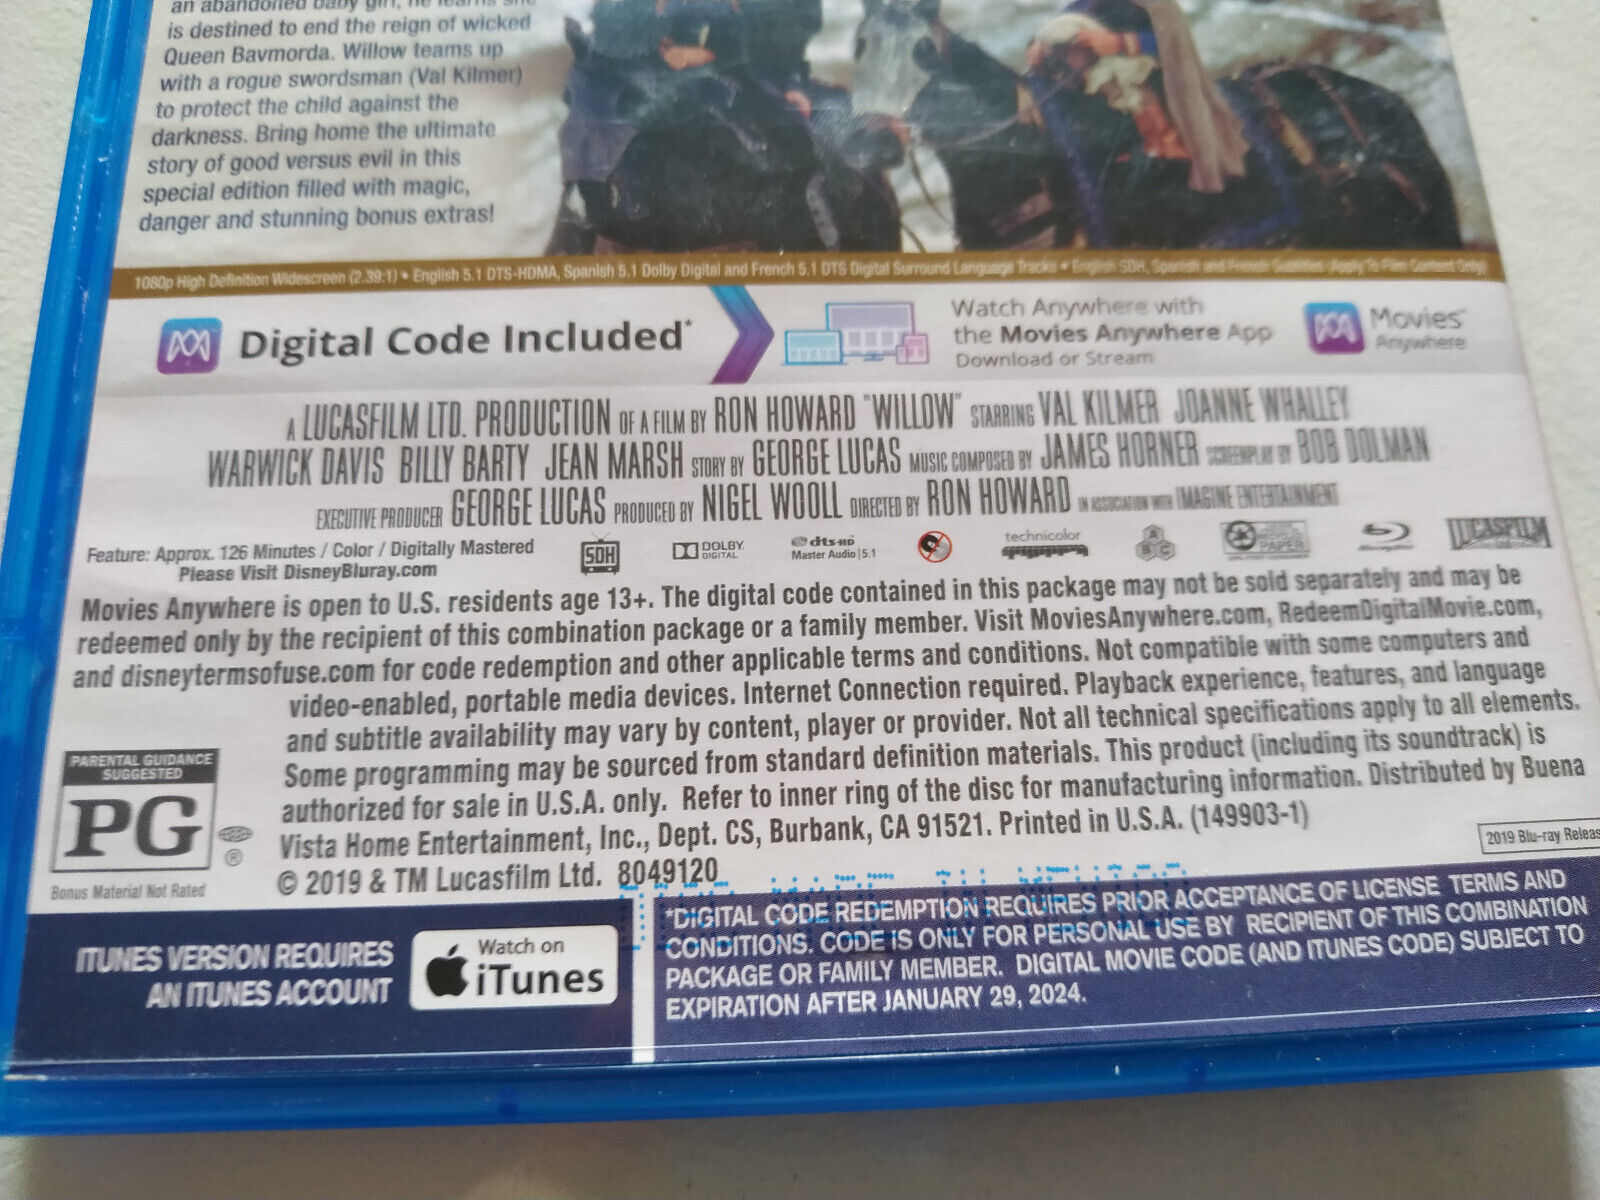 an abandoned baby girl, he learns she
is destined to end the reign of wicked
Queen Bavmorda. Willow teams up
with a rogue swordsman (Val Kilmer)
to protect the child against the
darkness. Bring home the ultimate
story of good versus evil in this
special edition filled with magic,
danger and stunning bonus extras!
1080p High Definition Widescreen (2.39:1) • English 5.1 DTS-HDMA, Spanish 5.1 Dolby Digital and French 5.1 DTS Digital Surround Language Tracks • English SDH, Spanish and French (Apply To Film Content Only)
Digital Code Included*
Watch Anywhere with
the Movies Anywhere App
Download or Stream
Movies
Anywhere
A LUCASFILM LTD. PRODUCTION OF A FILM BY RON HOWARD "WILLOW" STARRING VAL KILMER JOANNE WHALLEY
WARWICK DAVIS BILLY BARTY JEAN MARSH STORY BY GEORGE LUCAS MUSIC COMPOSED BY JAMES HORNER SCREENPLAY BY BOB DOLMAN
EXECUTIVE PRODUCER GEORGE LUCAS PRODUCED BY NIGEL WOOLL DIRECTED BY RON HOWARD IN ASSOCIATION WITH IMAGINE ENTERTAINMENT
Feature: Approx. 126 Minutes / Color / Digitally Mastered
Please Visit DisneyBluray.com
SDH
DOLBY
DIGITAL
dts-HD
Master Audio | 5.1
technicolor
A B C
PAPER
Blu-ray Disc
LUCASFILM
Movies Anywhere is open to U.S. residents age 13+. The digital code contained in this package may not be sold separately and may be
redeemed only by the recipient of this combination package or a family member. Visit MoviesAnywhere.com, RedeemDigitalMovie.com,
and disneytermsofuse.com for code redemption and other applicable terms and conditions. Not compatible with some computers and
video-enabled, portable media devices. Internet Connection required. Playback experience, features, and language
and subtitle availability may vary by content, player or provider. Not all technical specifications apply to all elements.
Some programming may be sourced from standard definition materials. This product (including its soundtrack) is
authorized for sale in U.S.A. only. Refer to inner ring of the disc for manufacturing information. Distributed by Buena
Vista Home Entertainment, Inc., Dept. CS, Burbank, CA 91521. Printed in U.S.A. (149903-1)
© 2019 & TM Lucasfilm Ltd. 8049120
PARENTAL GUIDANCE
SUGGESTED
PG
®
Bonus Material Not Rated
2019 Blu-ray Releas
ITUNES VERSION REQUIRES
AN ITUNES ACCOUNT
Watch on
iTunes
*DIGITAL CODE REDEMPTION REQUIRES PRIOR ACCEPTANCE OF LICENSE TERMS AND
CONDITIONS. CODE IS ONLY FOR PERSONAL USE BY RECIPIENT OF THIS COMBINATION
PACKAGE OR FAMILY MEMBER. DIGITAL MOVIE CODE (AND ITUNES CODE) SUBJECT TO
EXPIRATION AFTER JANUARY 29, 2024.